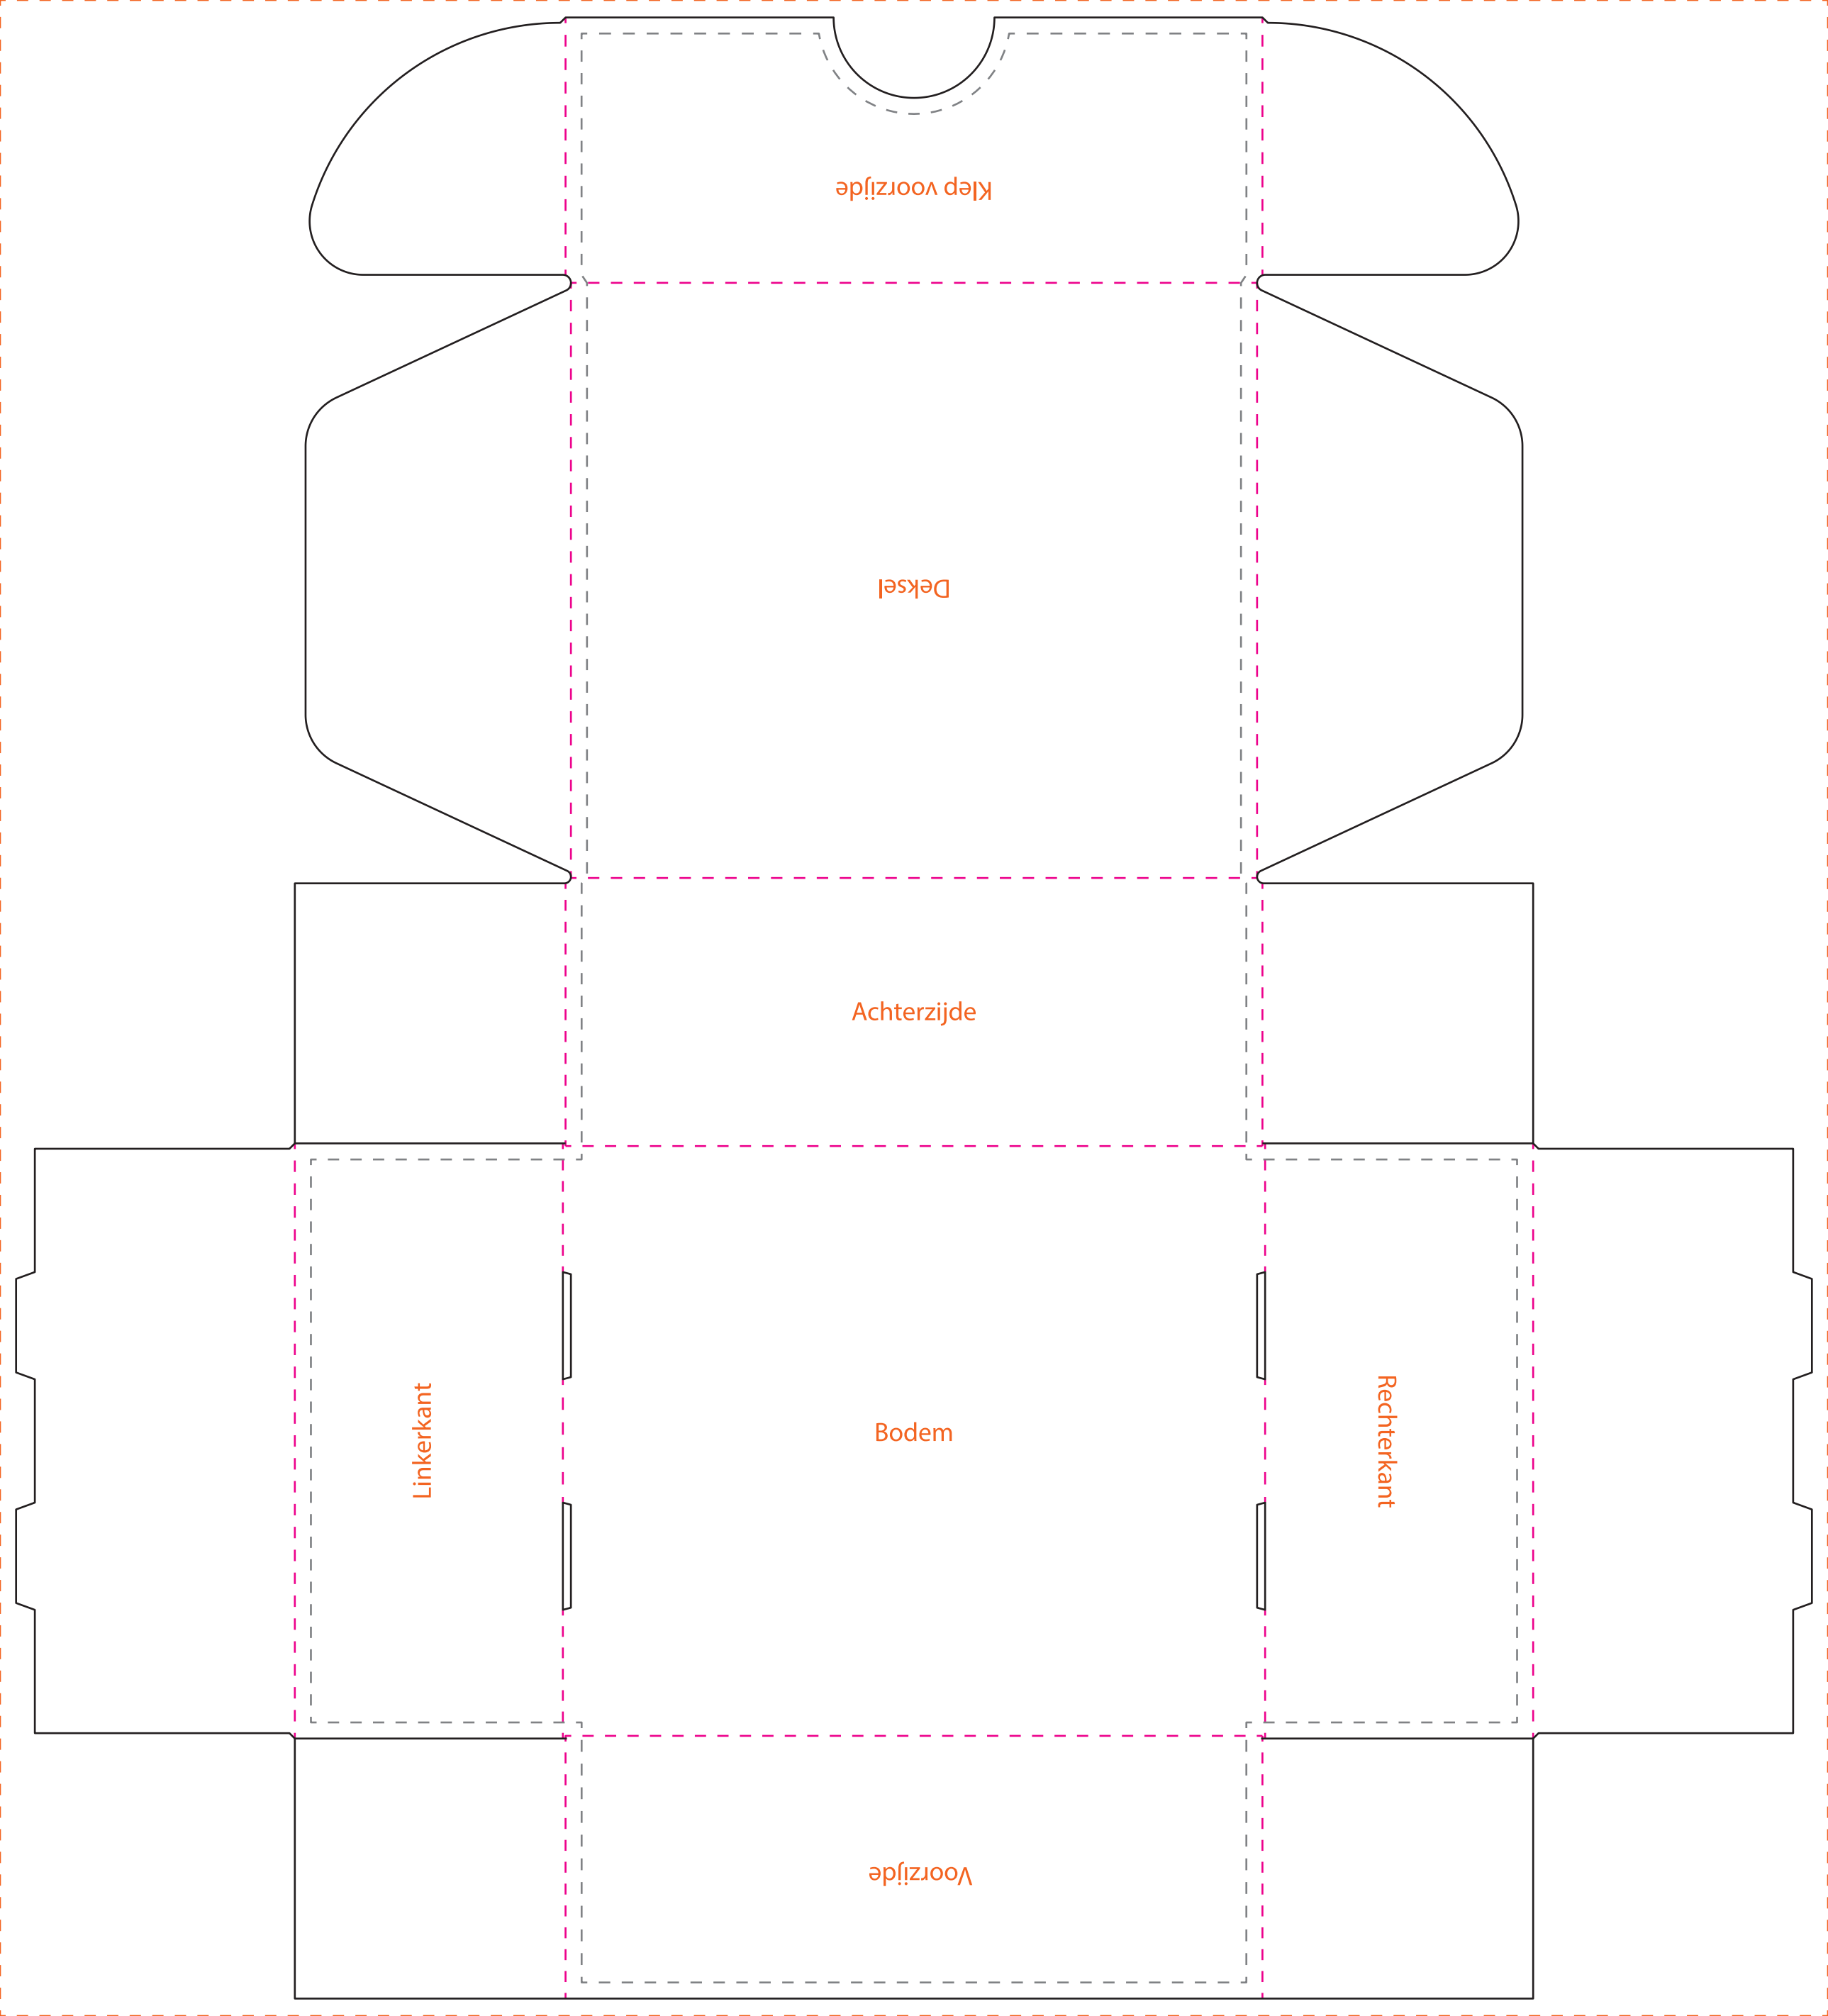 Klep voorzijde
Deksel
Achterzijde
Linkerkant
Bodem
Rechterkant
Voorzijde